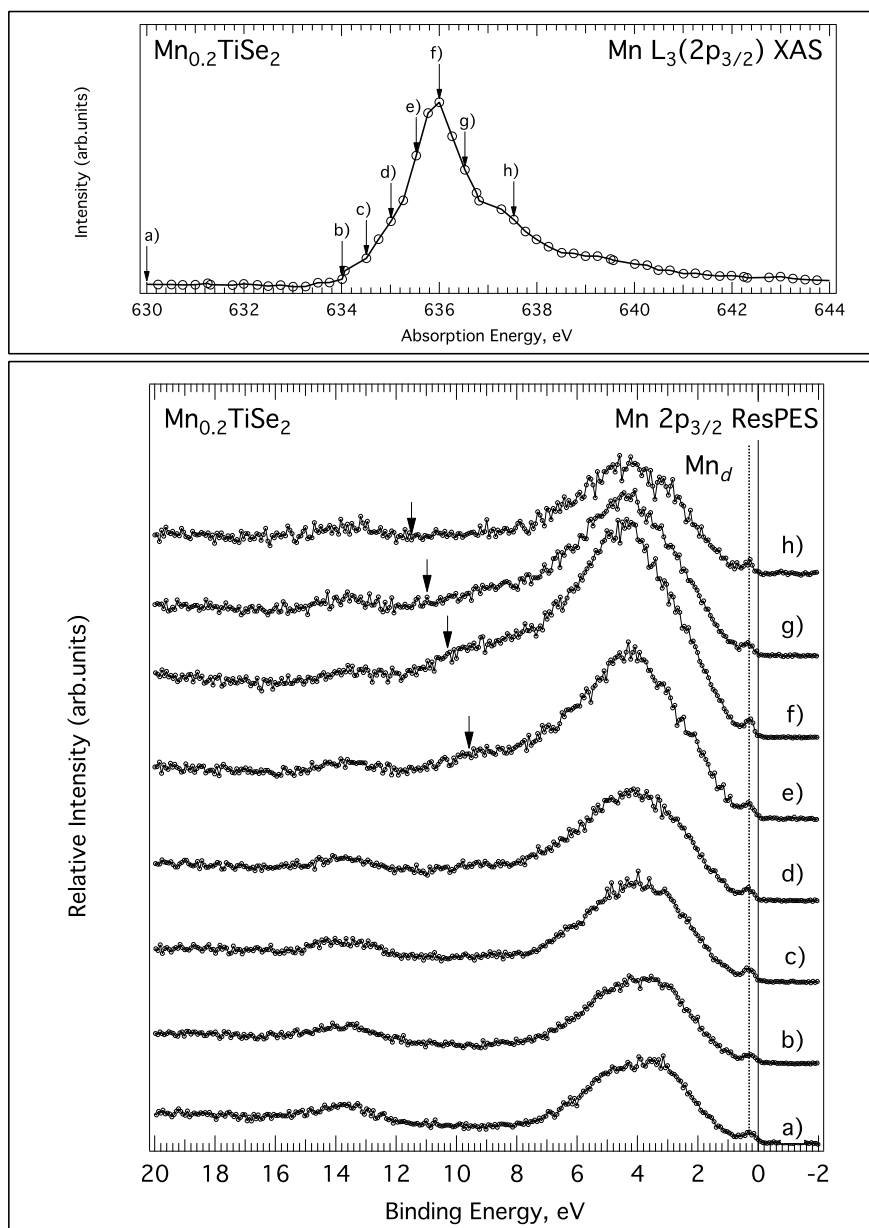 Mn0.2TiSe2 Mn L3(2p3/2) XAS
f)
e)
g)
d)
h)
c)
b)
a)
Intensity (arb.units)
630 632 634 636 638 640 642 644
Absorption Energy, eV
Mn0.2TiSe2 Mn 2p3/2 ResPES
Mnd
h)
g)
f)
e)
d)
c)
b)
a)
Relative Intensity (arb.units)
20 18 16 14 12 10 8 6 4 2 0 -2
Binding Energy, eV